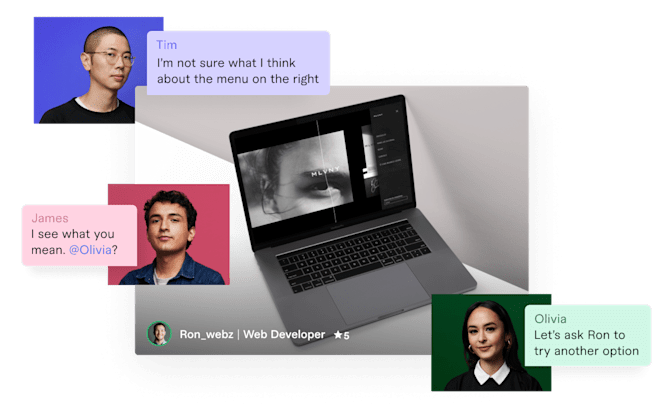 Tim
I'm not sure what I think
about the menu on the right
MLVNY
James
I see what you
mean. @Olivia?
Ron_webz | Web Developer ★5
Olivia
Let's ask Ron to
try another option